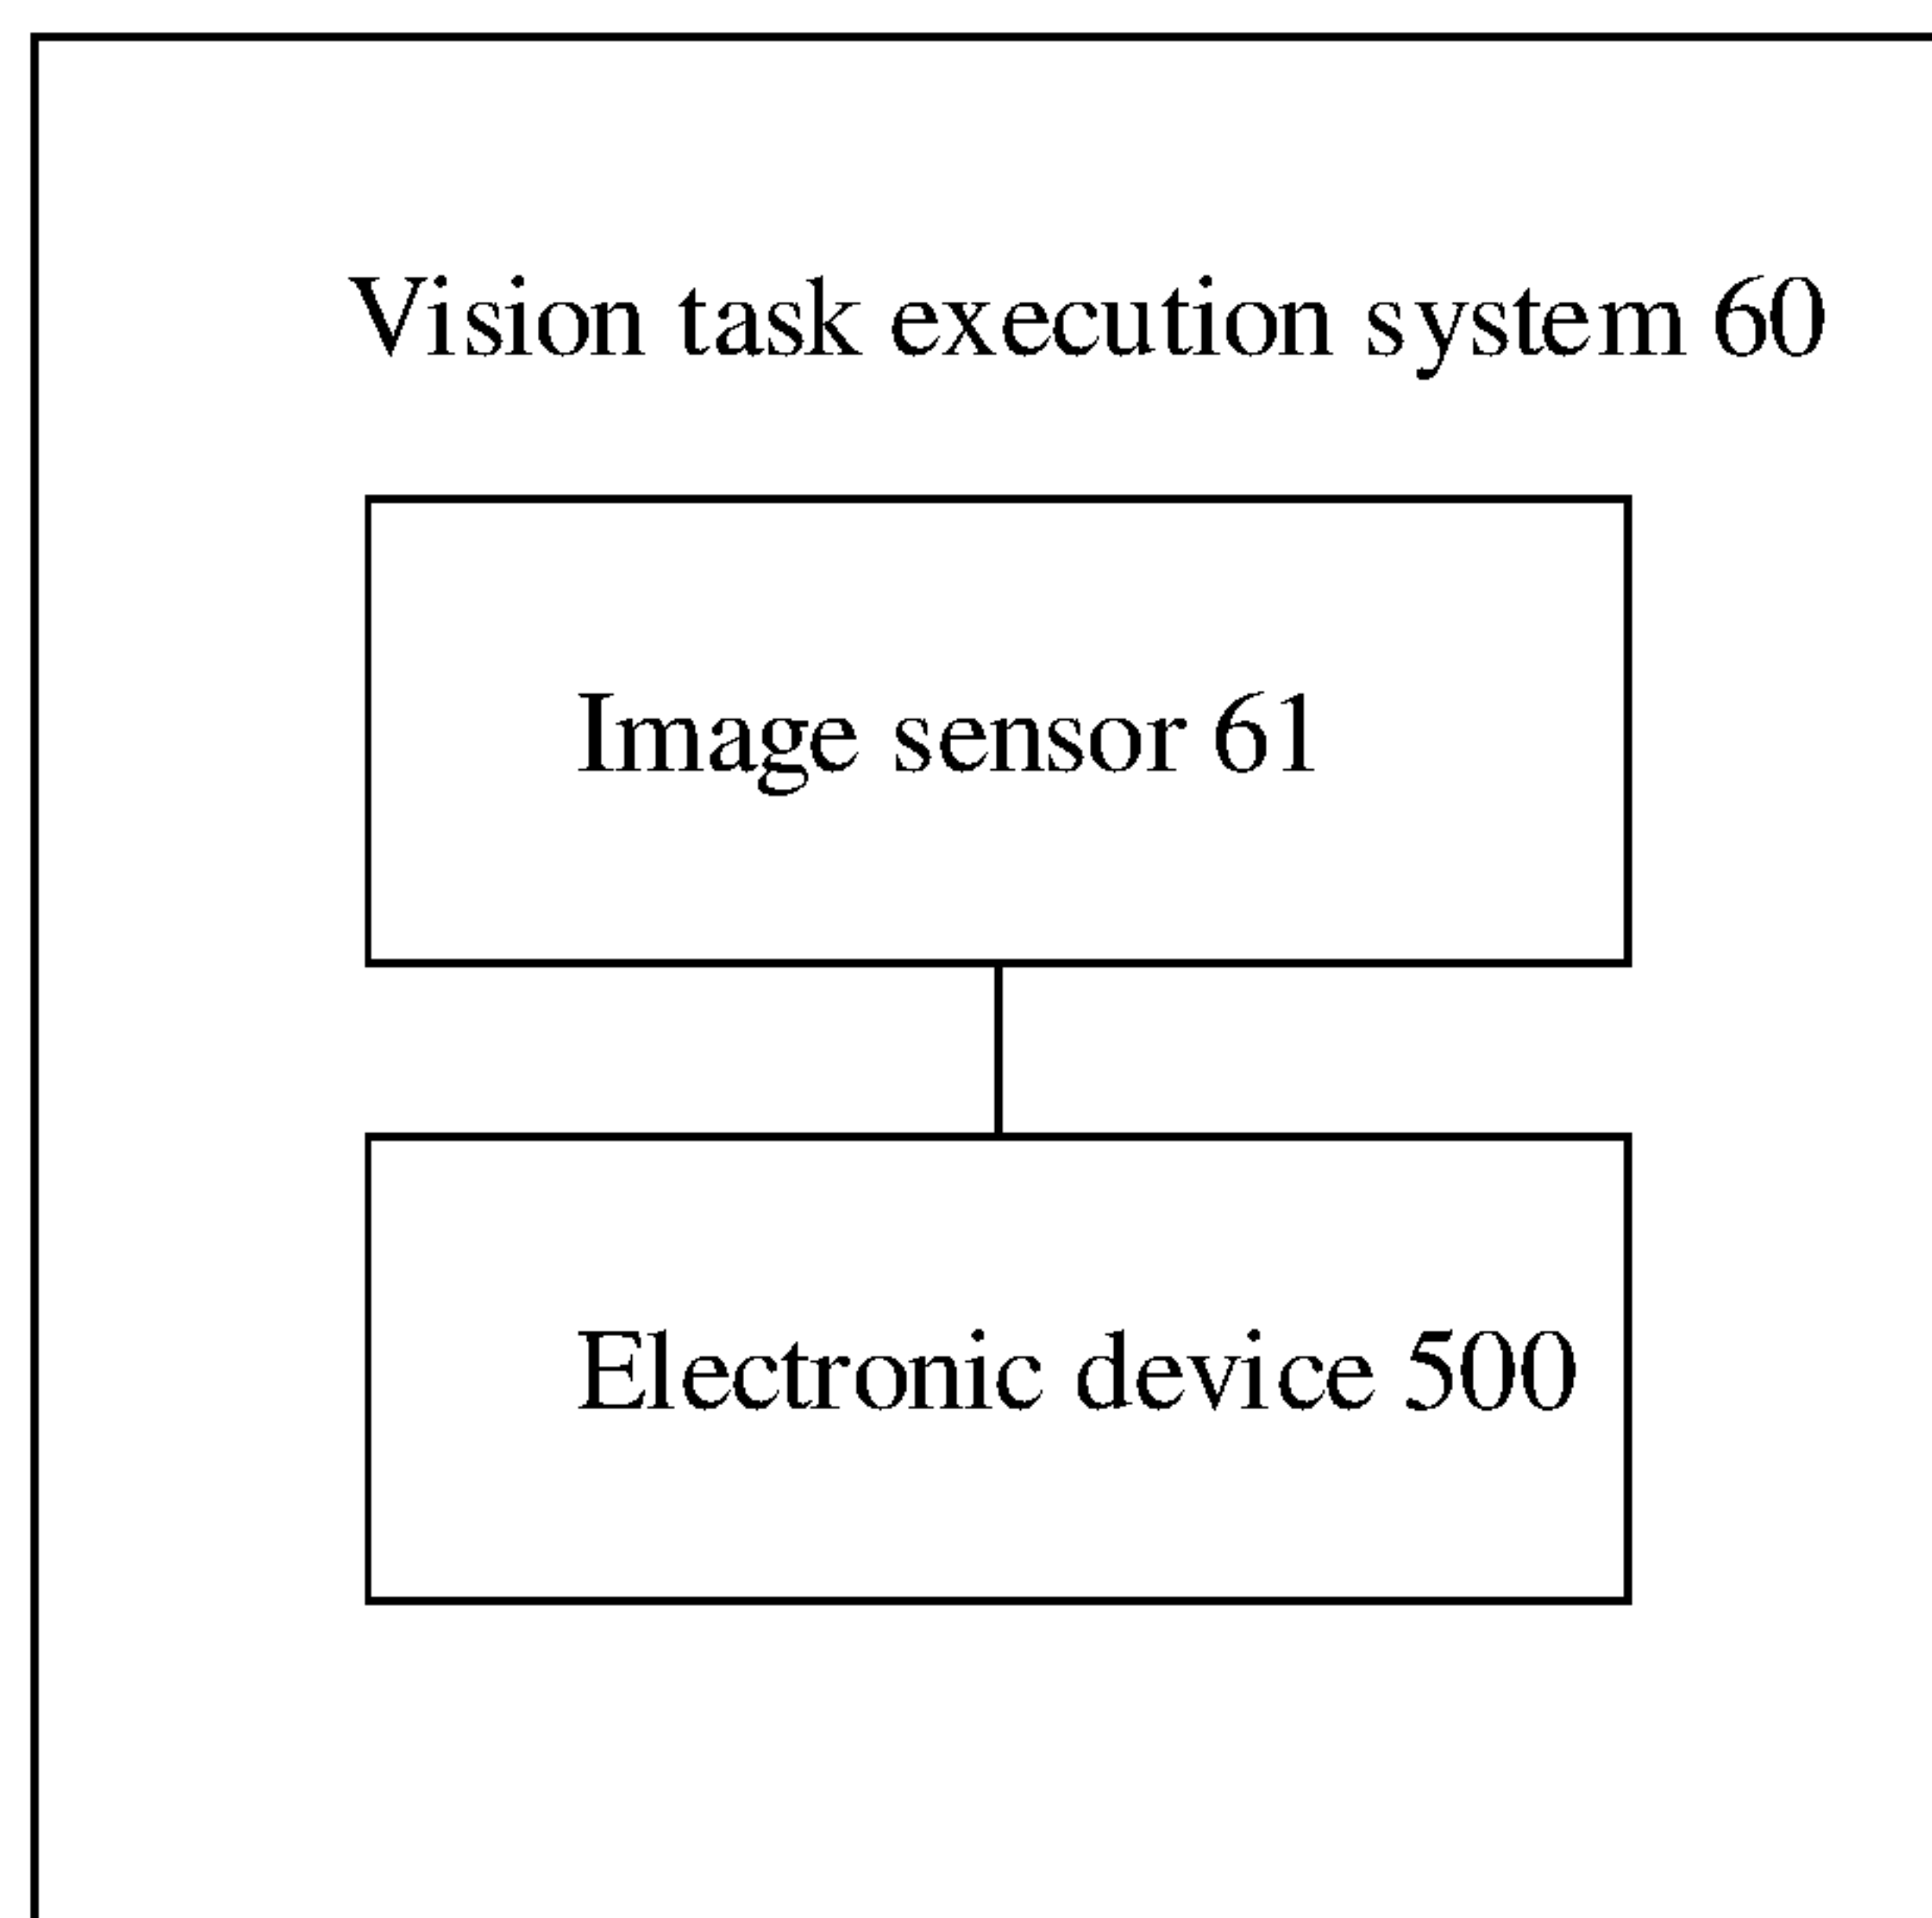 Vision task execution system 60
Image sensor 61
Electronic device 500